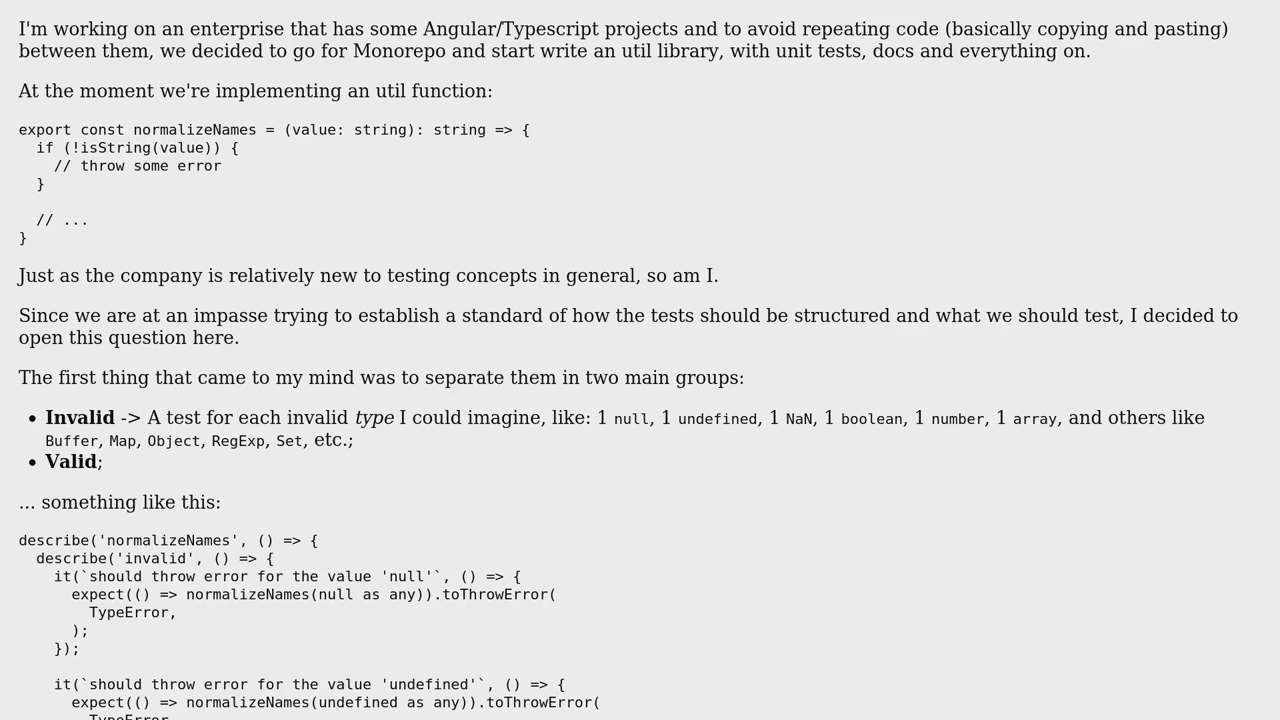 I'm working on an enterprise that has some Angular/Typescript projects and to avoid repeating code (basically copying and pasting)
between them, we decided to go for Monorepo and start write an util library, with unit tests, docs and everything on.
At the moment we're implementing an util function:
export const normalizeNames = (value: string): string => {
  if (!isString(value)) {
    // throw some error
  }
  // ...
}
Just as the company is relatively new to testing concepts in general, so am I.
Since we are at an impasse trying to establish a standard of how the tests should be structured and what we should test, I decided to
open this question here.
The first thing that came to my mind was to separate them in two main groups:
• Invalid -> A test for each invalid type I could imagine, like: 1 null, 1 undefined, 1 NaN, 1 boolean, 1 number, 1 array, and others like
Buffer, Map, Object, RegExp, Set, etc.;
• Valid;
... something like this:
describe('normalizeNames', () => {
  describe('invalid', () => {
    it(`should throw error for the value 'null'`, () => {
      expect(() => normalizeNames(null as any)).toThrowError(
        TypeError,
      );
    });
    it(`should throw error for the value 'undefined'`, () => {
      expect(() => normalizeNames(undefined as any)).toThrowError(
        TypeError,